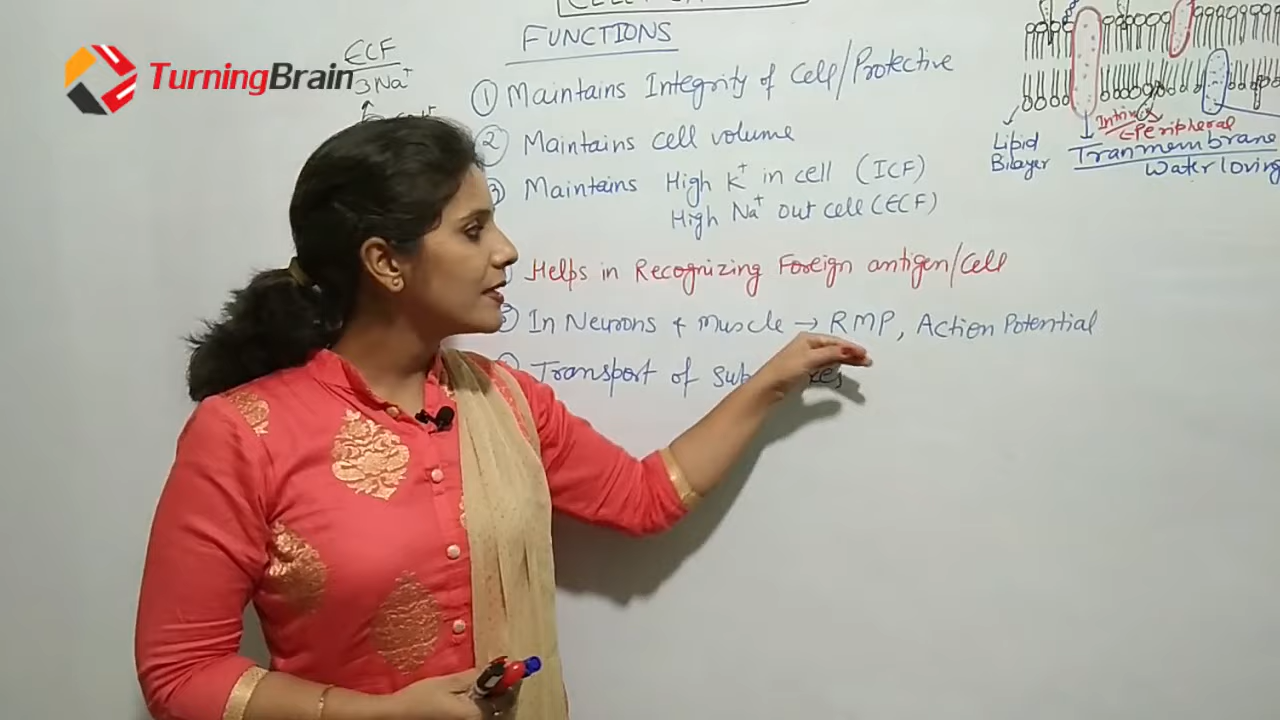 TurningBrain
ECF
3Na⁺
FUNCTIONS
① Maintains Integrity of Cell/Protective
② Maintains cell volume
③ Maintains High K⁺ in cell (ICF)
High Na⁺ out cell (ECF)
Helps in Recognizing Foreign antigen/Cell
In Neurons & Muscle → RMP, Action Potential
Transport of
Lipid
Bilayer
Peripheral
Tranmembrane
Water loving